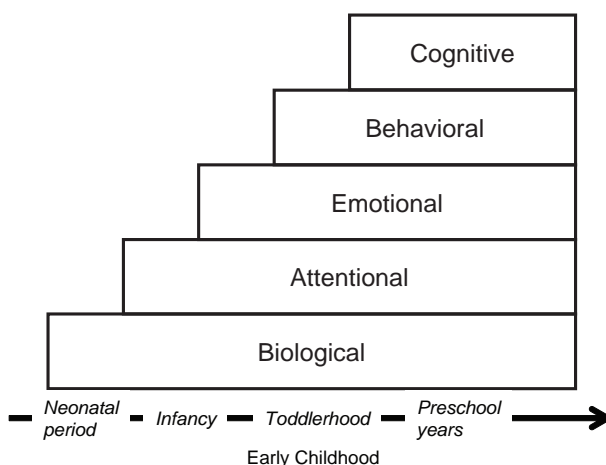 Cognitive
Behavioral
Emotional
Attentional
Biological
Neonatal period
Infancy
Toddlerhood
Preschool years
Early Childhood